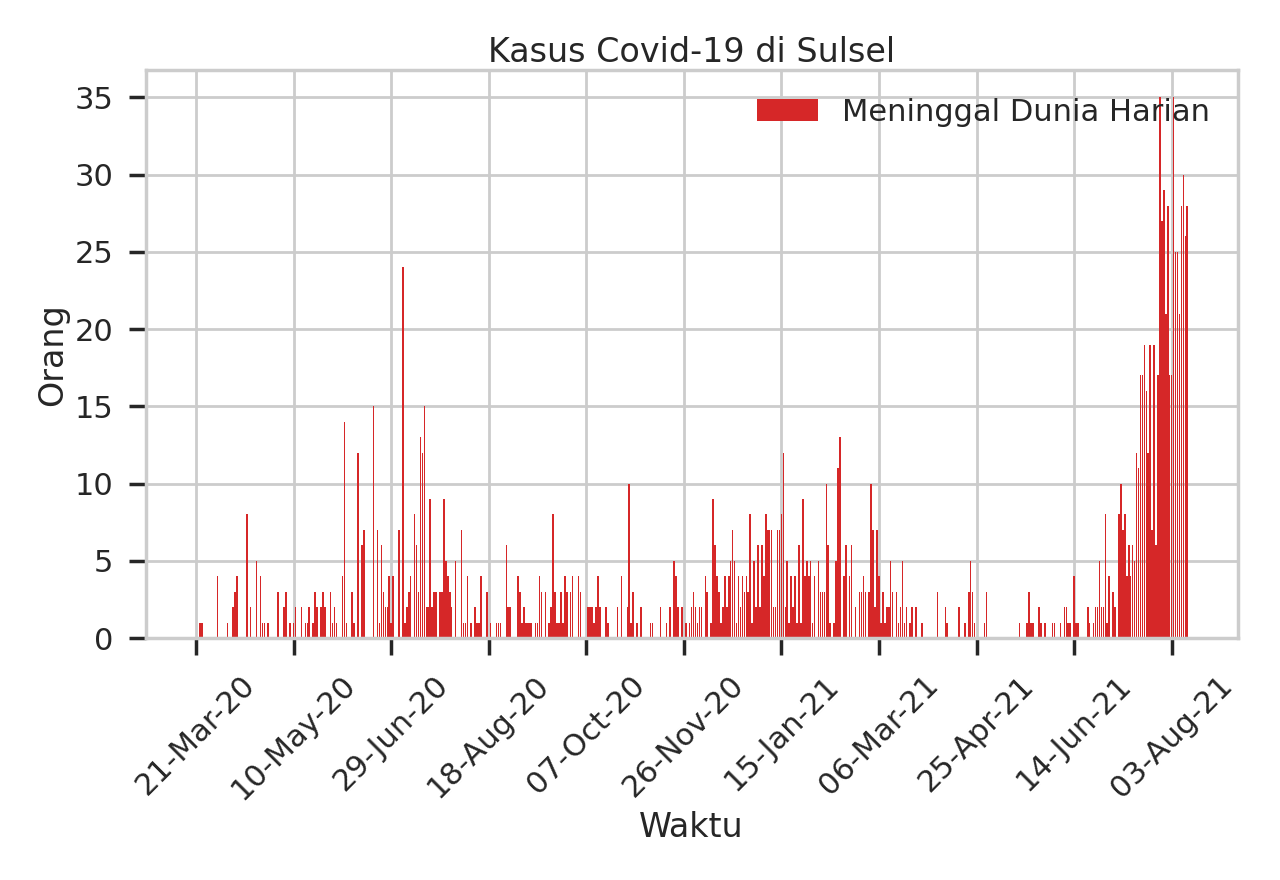 Kasus Covid-19 di Sulsel
Meninggal Dunia Harian
Orang
35
30
25
20
15
10
5
0
21-Mar-20
10-May-20
29-Jun-20
18-Aug-20
07-Oct-20
26-Nov-20
15-Jan-21
06-Mar-21
25-Apr-21
14-Jun-21
03-Aug-21
Waktu